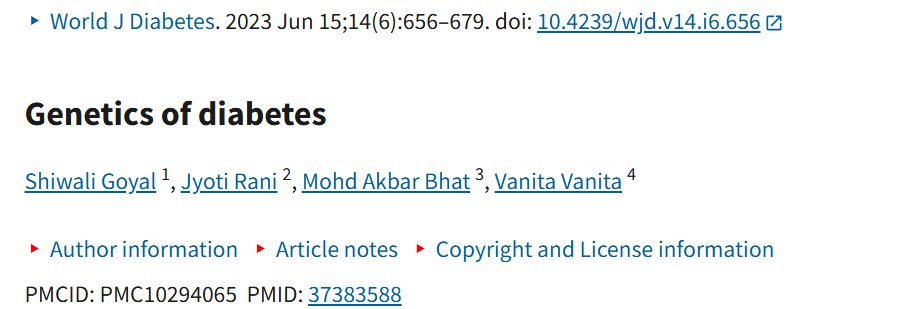 World J Diabetes. 2023 Jun 15;14(6):656–679. doi: 10.4239/wjd.v14.i6.656
Genetics of diabetes
Shiwali Goyal 1, Jyoti Rani 2, Mohd Akbar Bhat 3, Vanita Vanita 4
Author information Article notes Copyright and License information
PMCID: PMC10294065 PMID: 37383588